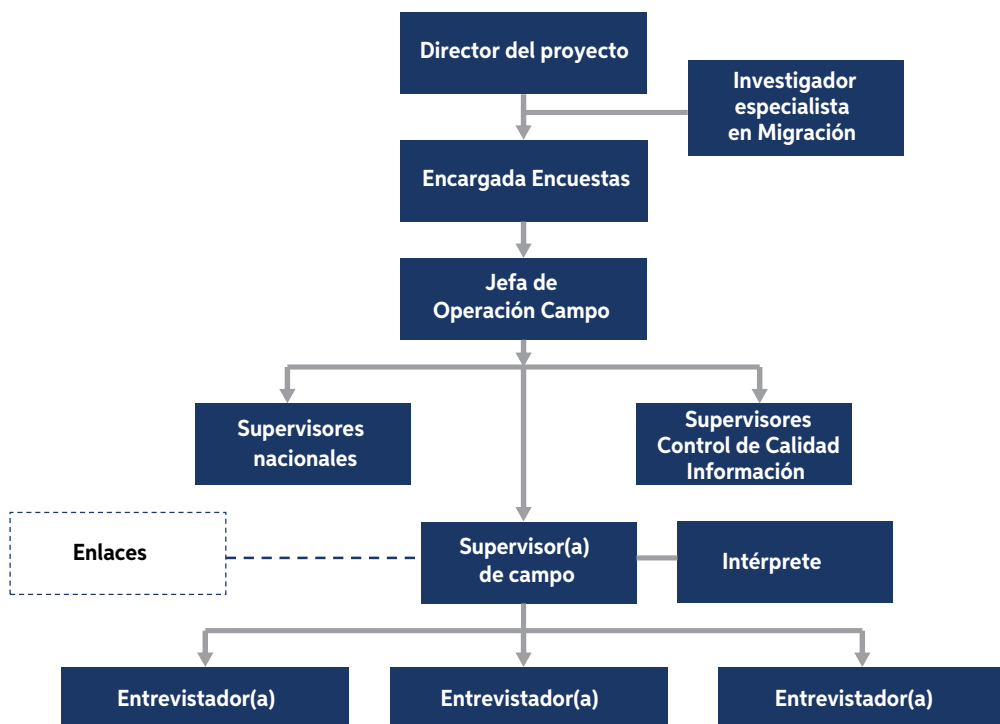 Director del proyecto
Investigador
especialista
en Migración
Encargada Encuestas
Jefa de
Operación Campo
Supervisores
nacionales
Supervisores
Control de Calidad
Información
Enlaces
Supervisor(a)
de campo
Intérprete
Entrevistador(a)
Entrevistador(a)
Entrevistador(a)